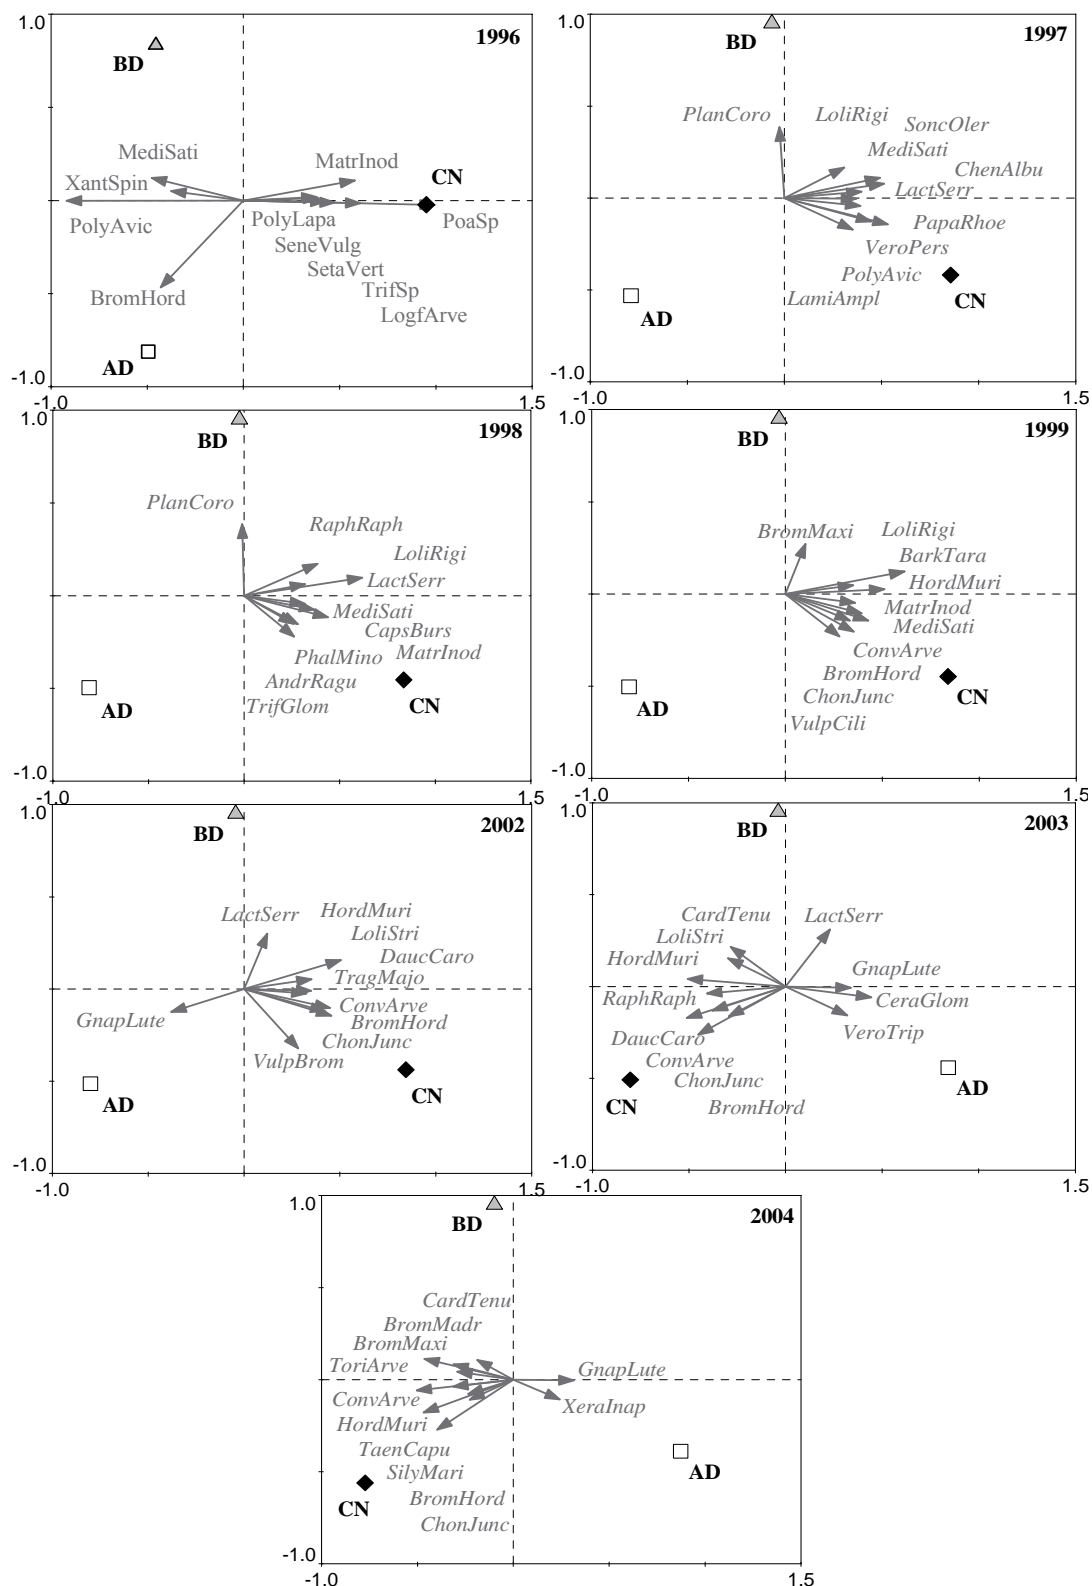 1.0
1996
BD
MediSati
MatrInod
XantSpin
CN
PolyAvic
PolyLapa
PoaSp
SeneVulg
SetaVert
BromHord
TrifSp
LogfArve
AD
-1.0
-1.0
1.5
1.0
1997
BD
PlanCoro
LoliRigi
SoncOler
MediSati
ChenAlbu
LactSerr
PapaRhoe
VeroPers
PolyAvic
LamiAmpl
CN
AD
-1.0
-1.0
1.5
1.0
1998
BD
PlanCoro
RaphRaph
LoliRigi
LactSerr
MediSati
CapsBurs
PhalMino
MatrInod
AndrRagu
TrifGlom
AD
CN
-1.0
-1.0
1.5
1.0
1999
BD
BromMaxi
LoliRigi
BarkTara
HordMuri
MatrInod
MediSati
ConvArve
BromHord
ChonJunc
VulpCili
AD
CN
-1.0
-1.0
1.5
1.0
2002
BD
LactSerr
HordMuri
LoliStri
DaucCaro
TragMajo
GnapLute
ConvArve
BromHord
ChonJunc
VulpBrom
AD
CN
-1.0
-1.0
1.5
1.0
2003
BD
CardTenu
LactSerr
LoliStri
HordMuri
GnapLute
RaphRaph
CeraGlom
VeroTrip
DaucCaro
ConvArve
ChonJunc
BromHord
CN
AD
-1.0
-1.0
1.5
1.0
2004
BD
CardTenu
BromMadr
BromMaxi
ToriArve
GnapLute
ConvArve
XeraInap
HordMuri
TaenCapu
SilyMari
AD
CN
BromHord
ChonJunc
-1.0
-1.0
1.5